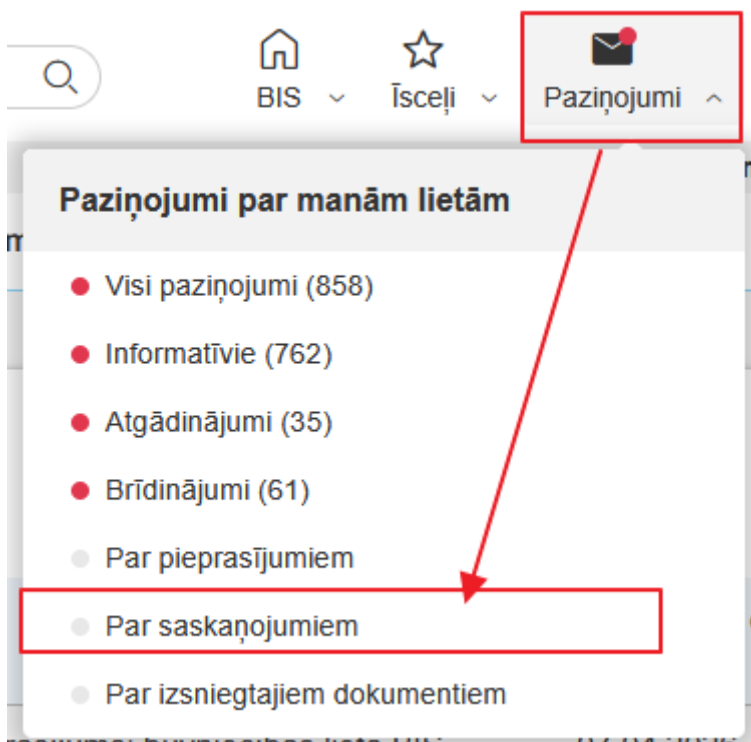 BIS
Īsceļi
Paziņojumi
Paziņojumi par manām lietām
Visi paziņojumi (858)
Informatīvie (762)
Atgādinājumi (35)
Brīdinājumi (61)
Par pieprasījumiem
Par saskaņojumiem
Par izsniegtajiem dokumentiem